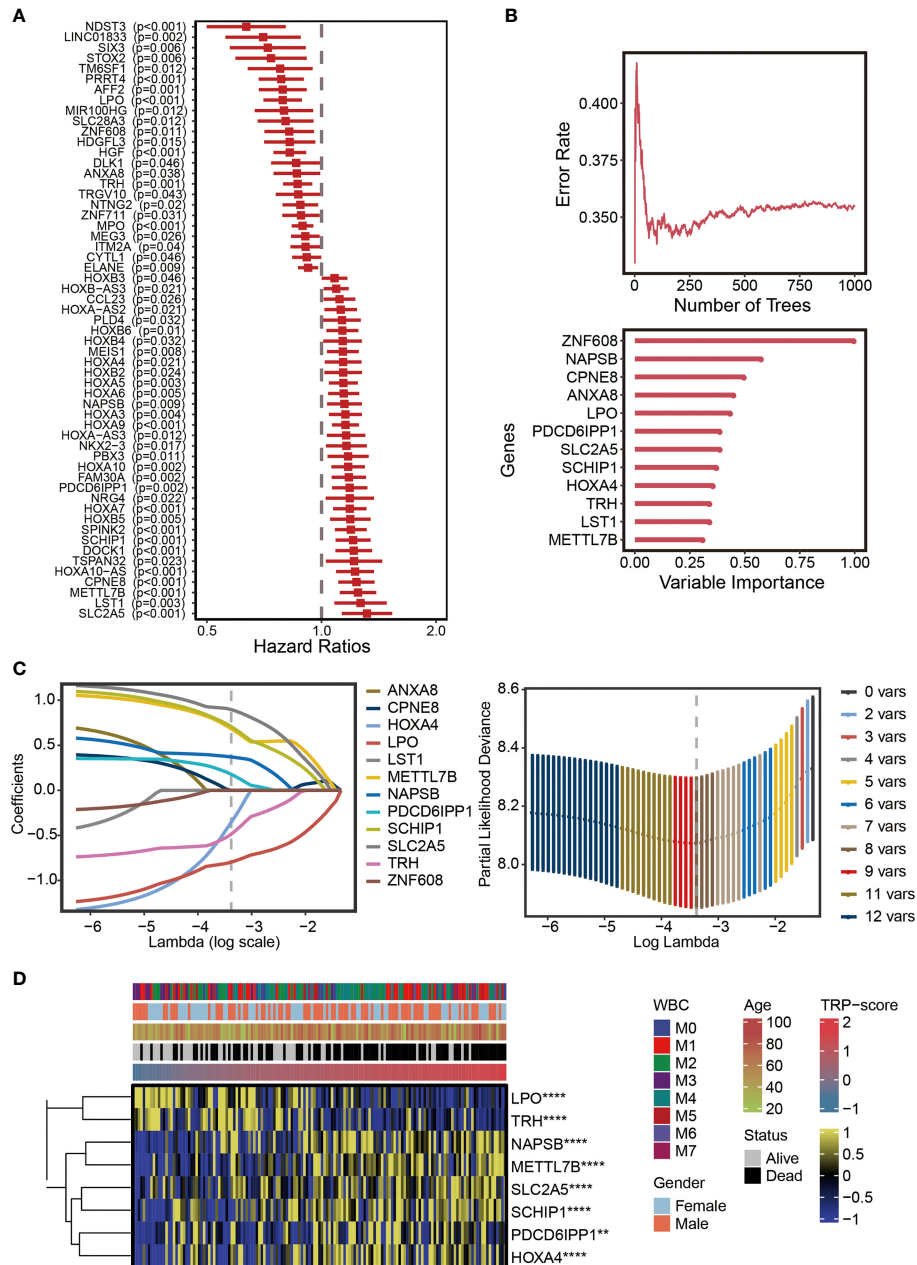 A
NDST3 (p<0.001)
LINC01833 (p=0.002)
SIX3 (p=0.006)
STOX2 (p=0.006)
TM6SF1 (p=0.012)
PRRT4 (p<0.001)
AFF2 (p=0.001)
LPO (p<0.001)
MIR100HG (p=0.012)
SLC28A3 (p=0.012)
ZNF608 (p=0.011)
HDGFL3 (p=0.015)
HGF (p<0.001)
DLK1 (p=0.046)
ANXA8 (p=0.038)
TRH (p=0.001)
TRGV10 (p=0.043)
NTNG2 (p=0.02)
ZNF711 (p=0.031)
MPO (p<0.001)
MEG3 (p=0.026)
ITM2A (p=0.04)
CYTL1 (p=0.046)
ELANE (p=0.009)
HOXB3 (p=0.046)
HOXB−AS3 (p=0.021)
CCL23 (p=0.026)
HOXA−AS2 (p=0.021)
PLD4 (p=0.032)
HOXB6 (p=0.01)
HOXB4 (p=0.032)
MEIS1 (p=0.008)
HOXA4 (p=0.021)
HOXB2 (p=0.024)
HOXA5 (p=0.003)
HOXA6 (p=0.005)
NAPSB (p=0.009)
HOXA3 (p=0.004)
HOXA9 (p<0.001)
HOXA−AS3 (p=0.012)
NKX2−3 (p=0.017)
PBX3 (p=0.011)
HOXA10 (p=0.002)
FAM30A (p=0.002)
PDCD6IPP1 (p=0.002)
NRG4 (p=0.022)
HOXA7 (p<0.001)
HOXB5 (p=0.005)
SPINK2 (p<0.001)
SCHIP1 (p<0.001)
DOCK1 (p<0.001)
TSPAN32 (p=0.023)
HOXA10−AS (p<0.001)
CPNE8 (p<0.001)
METTL7B (p<0.001)
LST1 (p=0.003)
SLC2A5 (p<0.001)
0.5 1.0 2.0
Hazard Ratios
B
Error Rate
0.400
0.375
0.350
0 250 500 750 1000
Number of Trees
Genes
ZNF608
NAPSB
CPNE8
ANXA8
LPO
PDCD6IPP1
SLC2A5
SCHIP1
HOXA4
TRH
LST1
METTL7B
0.00 0.25 0.50 0.75 1.00
Variable Importance
C
Coefficients
1.0
0.5
0.0
−0.5
−1.0
−6 −5 −4 −3 −2
Lambda (log scale)
ANXA8
CPNE8
HOXA4
LPO
LST1
METTL7B
NAPSB
PDCD6IPP1
SCHIP1
SLC2A5
TRH
ZNF608
Partial Likelihood Deviance
8.6
8.4
8.2
8.0
−6 −5 −4 −3 −2
Log Lambda
0 vars
2 vars
3 vars
4 vars
5 vars
6 vars
7 vars
8 vars
9 vars
11 vars
12 vars
D
LPO****
TRH****
NAPSB****
METTL7B****
SLC2A5****
SCHIP1****
PDCD6IPP1**
HOXA4****
WBC
M0
M1
M2
M3
M4
M5
M6
M7
Gender
Female
Male
Age
100
80
60
40
20
Status
Alive
Dead
TRP−score
2
1
0
−1
1
0.5
0
−0.5
−1